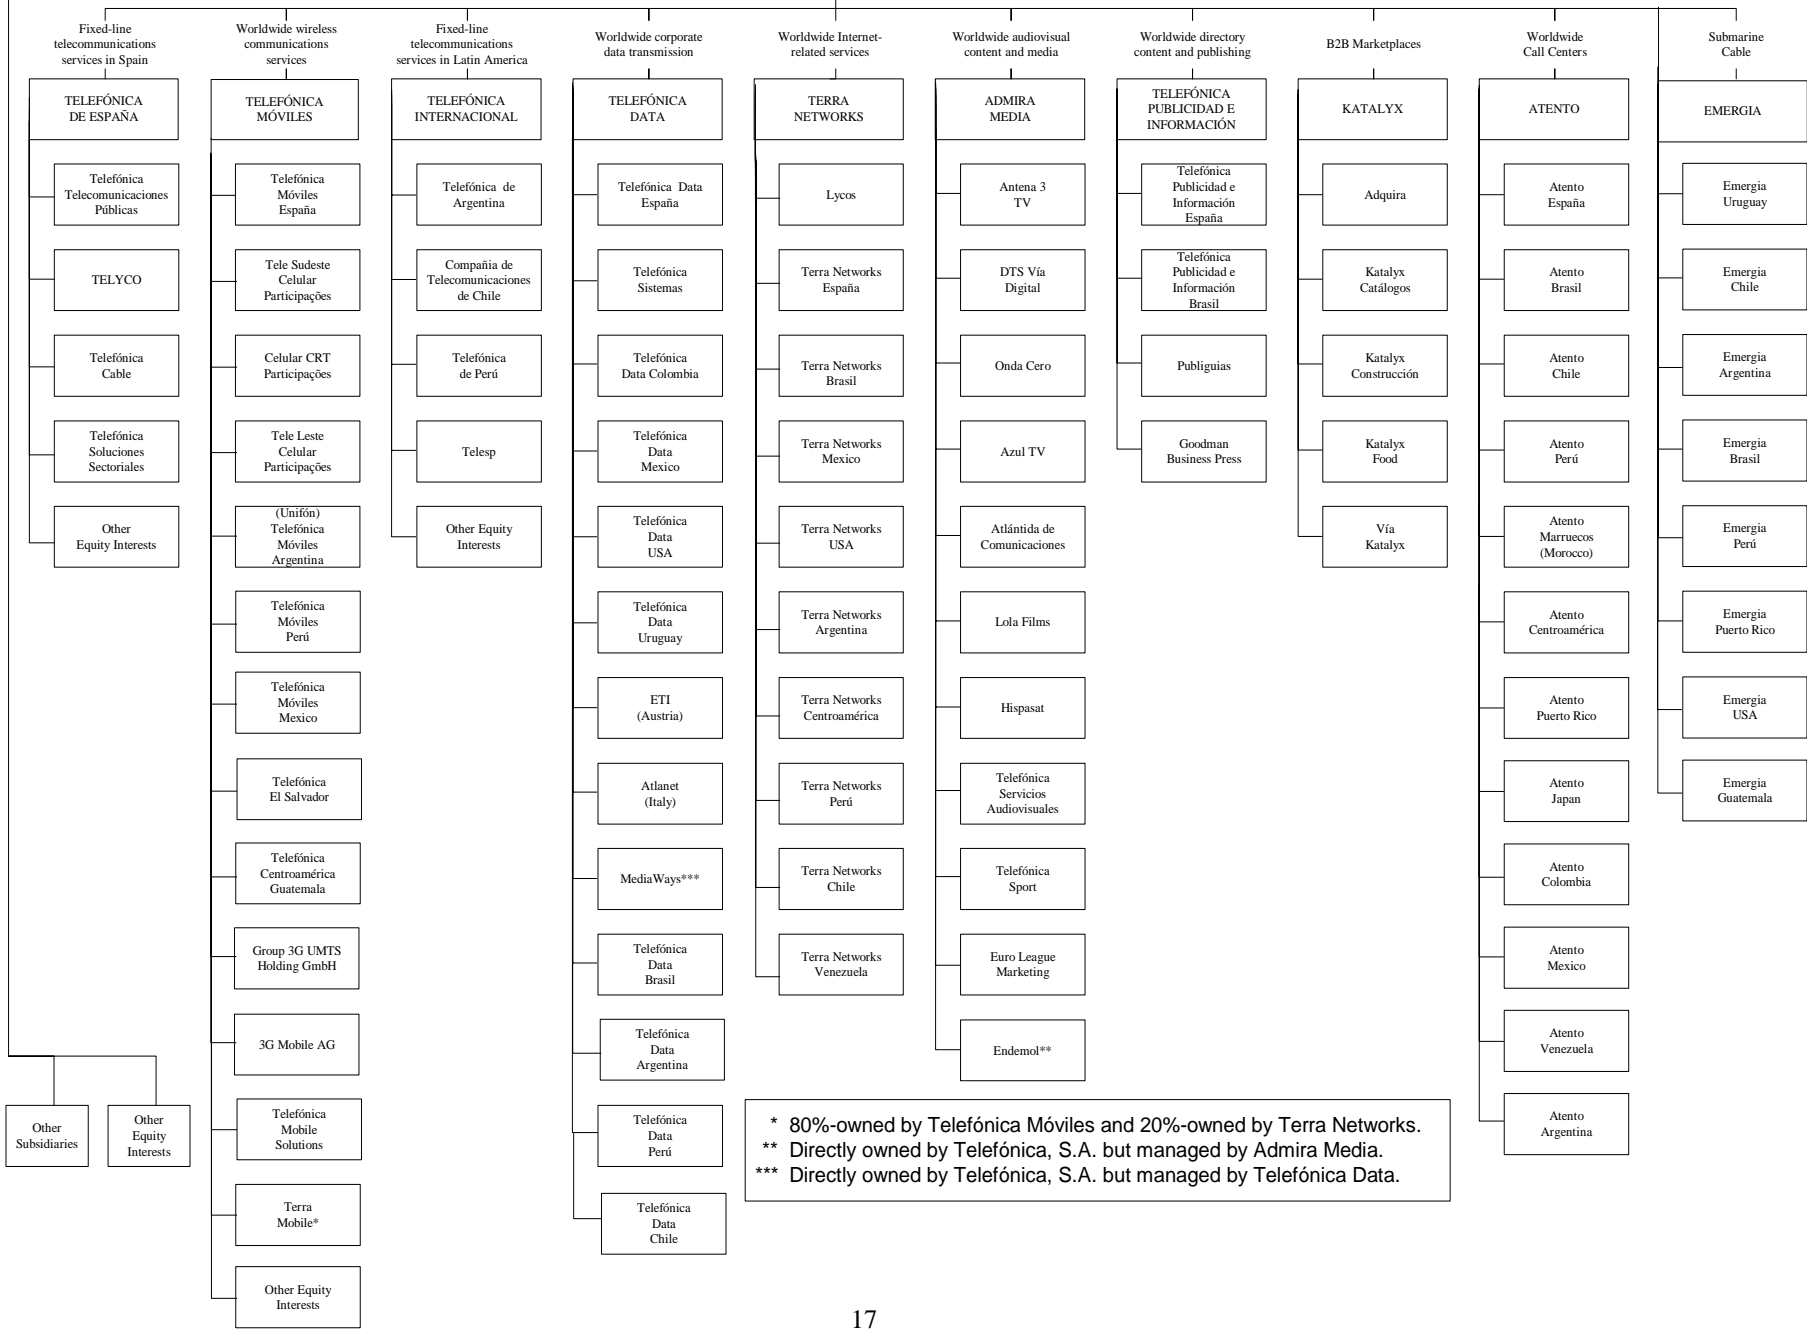 Fixed-line
telecommunications
services in Spain
TELEFÓNICA
DE ESPAÑA
Telefónica
Telecomunicaciones
Públicas
TELYCO
Telefónica
Cable
Telefónica
Soluciones
Sectoriales
Other
Equity Interests
Other
Subsidiaries
Other
Equity
Interests
Worldwide wireless
communications
services
TELEFÓNICA
MÓVILES
Telefónica
Móviles
España
Tele Sudeste
Celular
Participações
Celular CRT
Participações
Tele Leste
Celular
Participações
(Unifón)
Telefónica
Móviles
Argentina
Telefónica
Móviles
Perú
Telefónica
Móviles
Mexico
Telefónica
El Salvador
Telefónica
Centroamérica
Guatemala
Group 3G UMTS
Holding GmbH
3G Mobile AG
Telefónica
Mobile
Solutions
Terra
Mobile*
Other Equity
Interests
Fixed-line
telecommunications
services in Latin America
TELEFÓNICA
INTERNACIONAL
Telefónica de
Argentina
Compañia de
Telecomunicaciones
de Chile
Telefónica
de Perú
Telesp
Other Equity
Interests
Worldwide corporate
data transmission
TELEFÓNICA
DATA
Telefónica Data
España
Telefónica
Sistemas
Telefónica
Data Colombia
Telefónica
Data
Mexico
Telefónica
Data
USA
Telefónica
Data
Uruguay
ETI
(Austria)
Atlanet
(Italy)
MediaWays***
Telefónica
Data
Brasil
Telefónica
Data
Argentina
Telefónica
Data
Perú
Telefónica
Data
Chile
Worldwide Internet-
related services
TERRA
NETWORKS
Lycos
Terra Networks
España
Terra Networks
Brasil
Terra Networks
Mexico
Terra Networks
USA
Terra Networks
Argentina
Terra Networks
Centroamérica
Terra Networks
Perú
Terra Networks
Chile
Terra Networks
Venezuela
Worldwide audiovisual
content and media
ADMIRA
MEDIA
Antena 3
TV
DTS Vía
Digital
Onda Cero
Azul TV
Atlántida de
Comunicaciones
Lola Films
Hispasat
Telefónica
Servicios
Audiovisuales
Telefónica
Sport
Euro League
Marketing
Endemol**
Worldwide directory
content and publishing
TELEFÓNICA
PUBLICIDAD E
INFORMACIÓN
Telefónica
Publicidad e
Información
España
Telefónica
Publicidad e
Información
Brasil
Publiguias
Goodman
Business Press
B2B Marketplaces
KATALYX
Adquira
Katalyx
Catálogos
Katalyx
Construcción
Katalyx
Food
Vía
Katalyx
Worldwide
Call Centers
ATENTO
Atento
España
Atento
Brasil
Atento
Chile
Atento
Perú
Atento
Marruecos
(Morocco)
Atento
Centroamérica
Atento
Puerto Rico
Atento
Japan
Atento
Colombia
Atento
Mexico
Atento
Venezuela
Atento
Argentina
Submarine
Cable
EMERGIA
Emergia
Uruguay
Emergia
Chile
Emergia
Argentina
Emergia
Brasil
Emergia
Perú
Emergia
Puerto Rico
Emergia
USA
Emergia
Guatemala
* 80%-owned by Telefónica Móviles and 20%-owned by Terra Networks.
** Directly owned by Telefónica, S.A. but managed by Admira Media.
*** Directly owned by Telefónica, S.A. but managed by Telefónica Data.
17